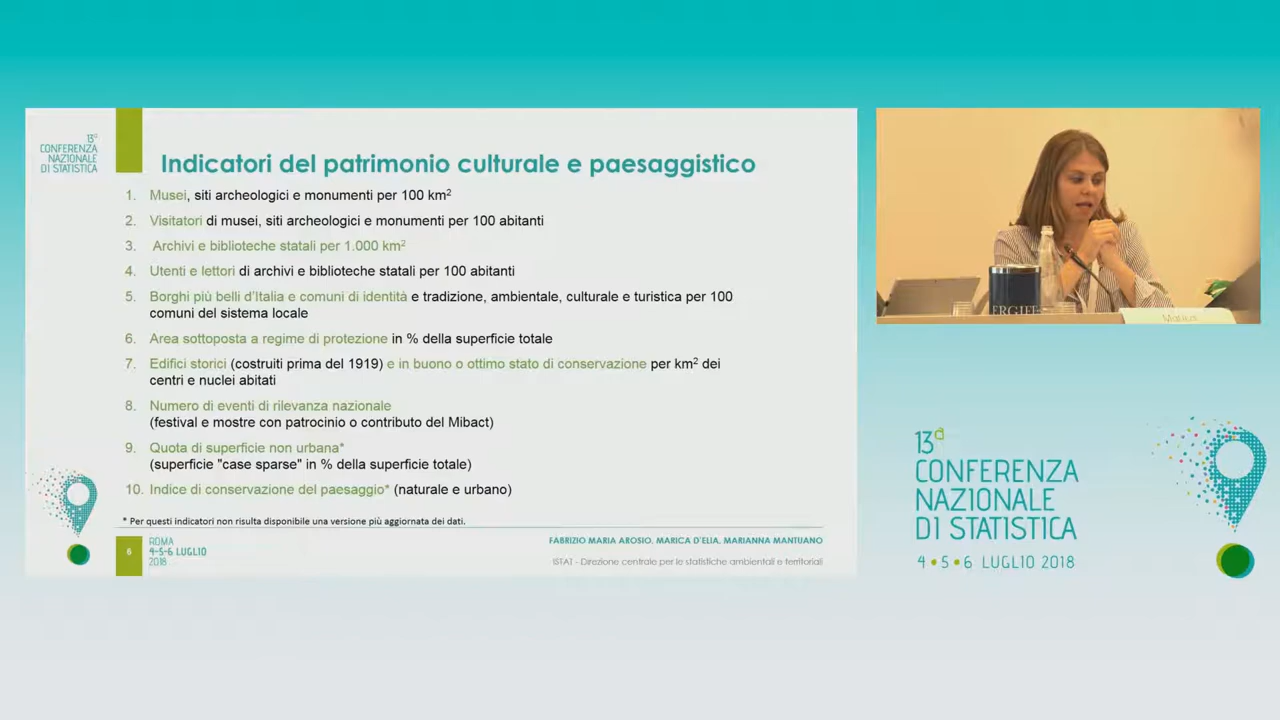 13ª
CONFERENZA
NAZIONALE
DI STATISTICA
Indicatori del patrimonio culturale e paesaggistico
1. Musei, siti archeologici e monumenti per 100 km²
2. Visitatori di musei, siti archeologici e monumenti per 100 abitanti
3. Archivi e biblioteche statali per 1.000 km²
4. Utenti e lettori di archivi e biblioteche statali per 100 abitanti
5. Borghi più belli d'Italia e comuni di identità e tradizione, ambientale, culturale e turistica per 100
comuni del sistema locale
6. Area sottoposta a regime di protezione in % della superficie totale
7. Edifici storici (costruiti prima del 1919) e in buono o ottimo stato di conservazione per km² dei
centri e nuclei abitati
8. Numero di eventi di rilevanza nazionale
(festival e mostre con patrocinio o contributo del Mibact)
9. Quota di superficie non urbana*
(superficie "case sparse" in % della superficie totale)
10. Indice di conservazione del paesaggio* (naturale e urbano)
* Per questi indicatori non risulta disponibile una versione più aggiornata dei dati.
6
ROMA
4-5-6 LUGLIO
2018
FABRIZIO MARIA AROSIO, MARICA D'ELIA, MARIANNA MANTUANO
ISTAT - Direzione centrale per le statistiche ambientali e territoriali
13ª
CONFERENZA
NAZIONALE
DI STATISTICA
4 • 5 • 6 LUGLIO 2018